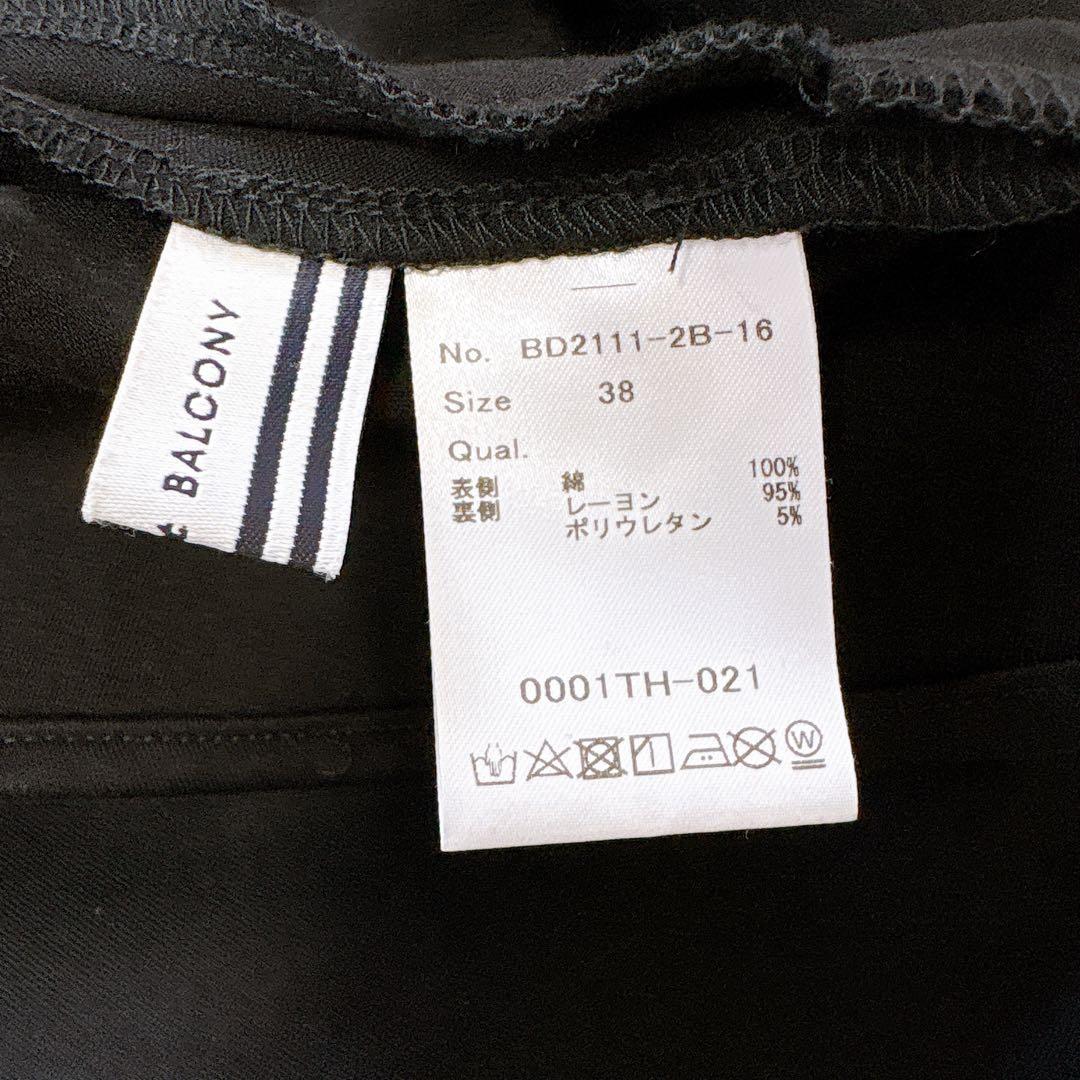 BALCONY
No. BD2111-2B-16
Size 38
Qual.
表側 綿 100%
裏側 レーヨン 95%
ポリウレタン 5%
0001TH-021
W